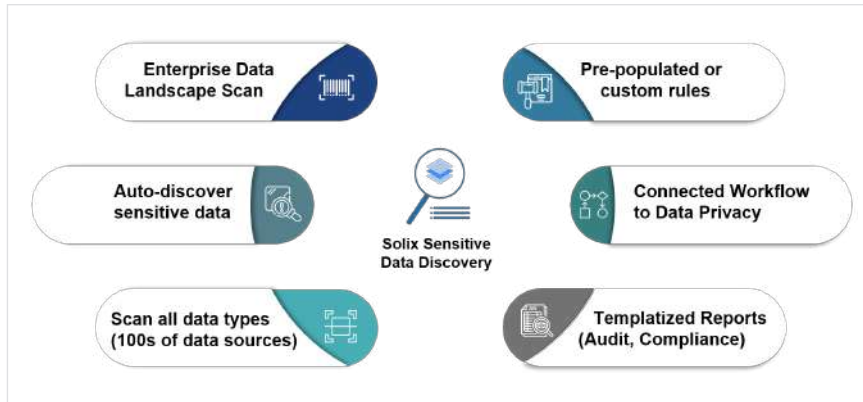 Enterprise Data
Landscape Scan
Pre-populated or
custom rules
Auto-discover
sensitive data
Solix Sensitive
Data Discovery
Connected Workflow
to Data Privacy
Scan all data types
(100s of data sources)
Templatized Reports
(Audit, Compliance)